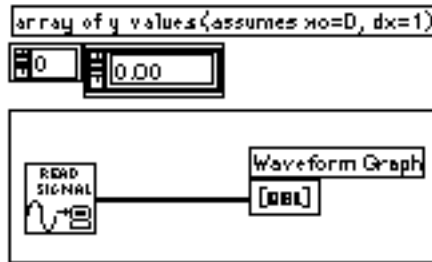 array of y values (assumes xo=0, dx=1)
0
0.00
READ
SIGNAL
Waveform Graph
[DBL]